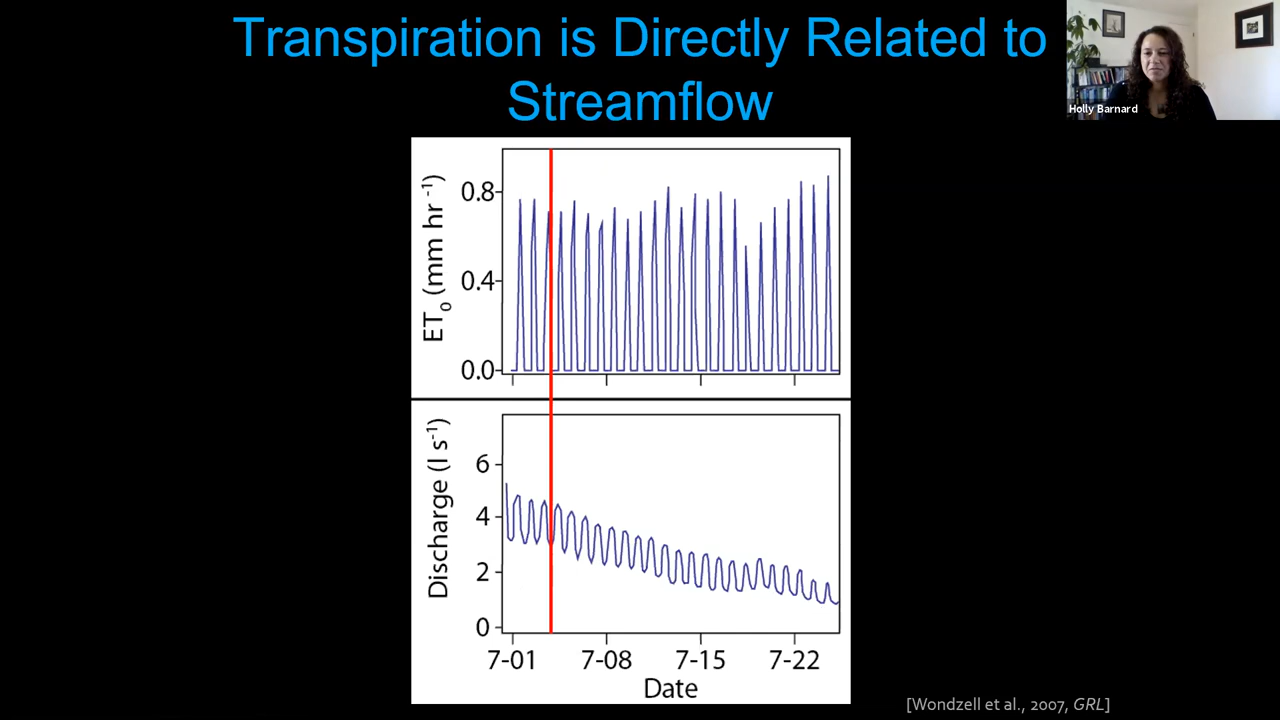 Transpiration is Directly Related to
Streamflow
Holly Barnard
ET₀ (mm hr⁻¹)
0.8
0.4
0.0
Discharge (l s⁻¹)
6
4
2
0
7-01 7-08 7-15 7-22
Date
[Wondzell et al., 2007, GRL]